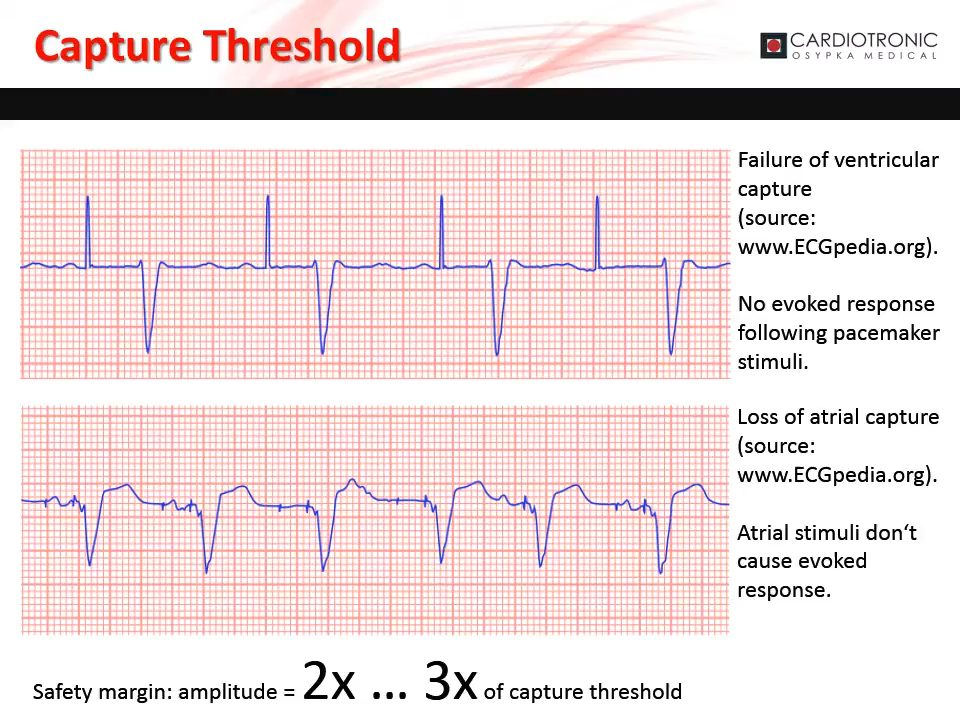 Capture Threshold
CARDIOTRONIC
OSYPKA MEDICAL
Failure of ventricular
capture
(source:
www.ECGpedia.org).
No evoked response
following pacemaker
stimuli.
Loss of atrial capture
(source:
www.ECGpedia.org).
Atrial stimuli don‘t
cause evoked
response.
Safety margin: amplitude = 2x ... 3x of capture threshold